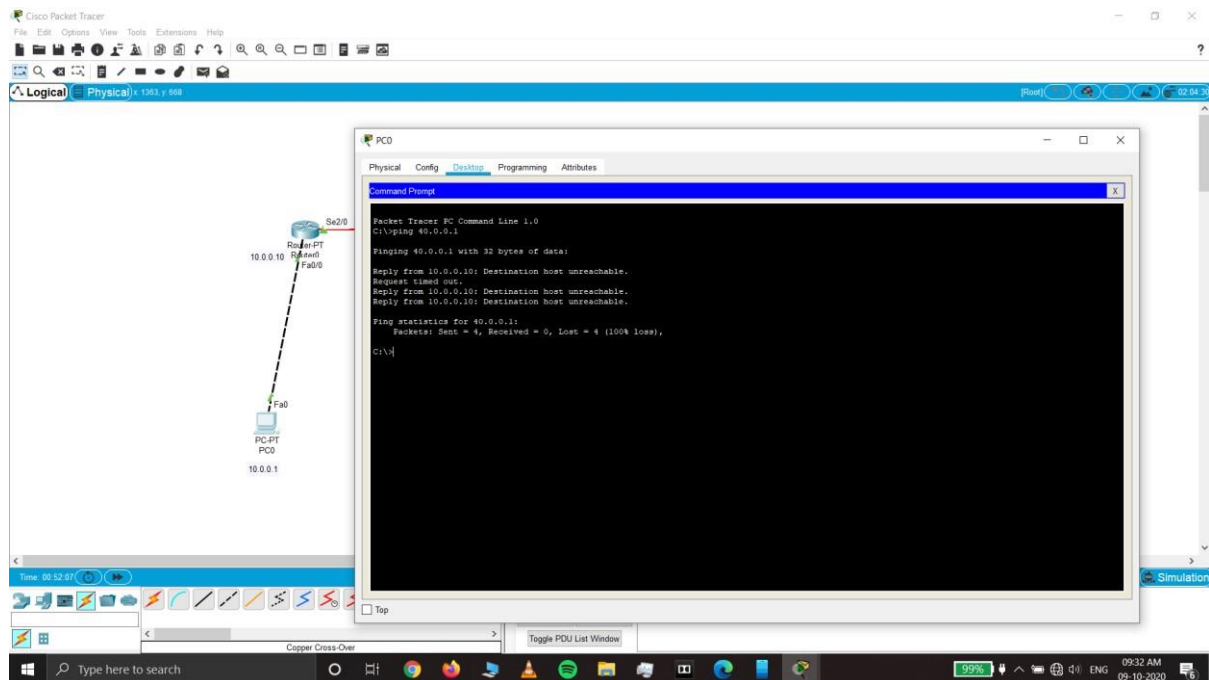 Cisco Packet Tracer
File Edit Options View Tools Extensions Help
?
Logical Physical x: 1363, y: 668 [Root] 02:04:30
PC0
Physical Config Desktop Programming Attributes
Command Prompt X
Packet Tracer PC Command Line 1.0
C:\>ping 40.0.0.1
Pinging 40.0.0.1 with 32 bytes of data:
Reply from 10.0.0.10: Destination host unreachable.
Request timed out.
Reply from 10.0.0.10: Destination host unreachable.
Reply from 10.0.0.10: Destination host unreachable.
Ping statistics for 40.0.0.1:
Packets: Sent = 4, Received = 0, Lost = 4 (100% loss),
C:\>
Se2/0
Router-PT
10.0.0.10 Router0
Fa0/0
Fa0
PC-PT
PC0
10.0.0.1
Top
Time: 00:52:07 Simulation
Toggle PDU List Window
Copper Cross-Over
Type here to search
99% ENG 09:32 AM
09-10-2020
6